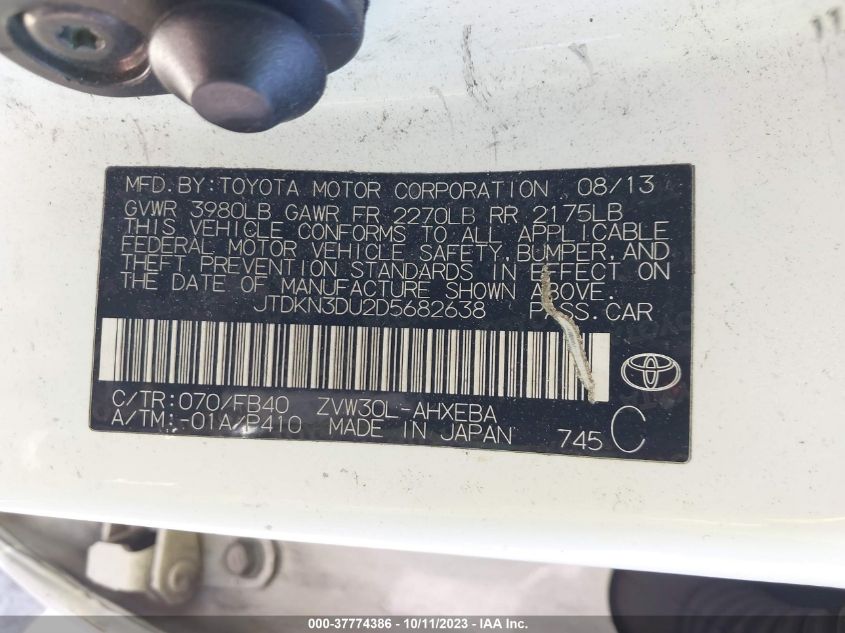 MFD. BY: TOYOTA MOTOR CORPORATION 08/13
GVWR 3980LB GAWR FR 2270LB RR 2175LB
THIS VEHICLE CONFORMS TO ALL APPLICABLE
FEDERAL MOTOR VEHICLE SAFETY, BUMPER, AND
THEFT PREVENTION STANDARDS IN EFFECT ON
THE DATE OF MANUFACTURE SHOWN ABOVE.
JTDKN3DU2D5682638 PASS. CAR
C/TR: 070/FB40 ZVW30L-AHXEBA
A/TM: -01A/P410 MADE IN JAPAN 745 C
000-37774386 - 10/11/2023 - IAA Inc.